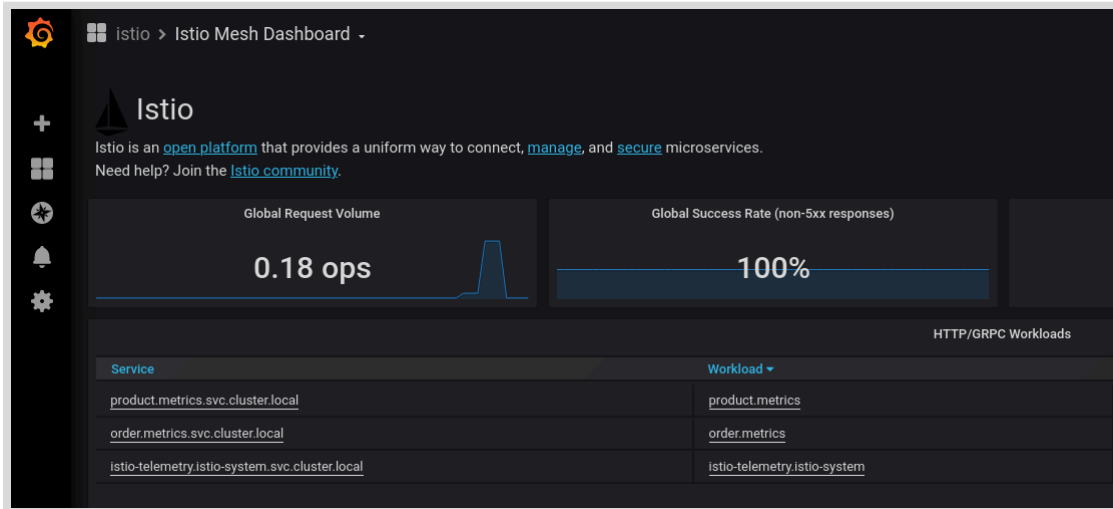 istio > Istio Mesh Dashboard
Istio
Istio is an open platform that provides a uniform way to connect, manage, and secure microservices.
Need help? Join the Istio community.
Global Request Volume
0.18 ops
Global Success Rate (non-5xx responses)
100%
HTTP/GRPC Workloads
Service
Workload
product.metrics.svc.cluster.local
product.metrics
order.metrics.svc.cluster.local
order.metrics
istio-telemetry.istio-system.svc.cluster.local
istio-telemetry.istio-system